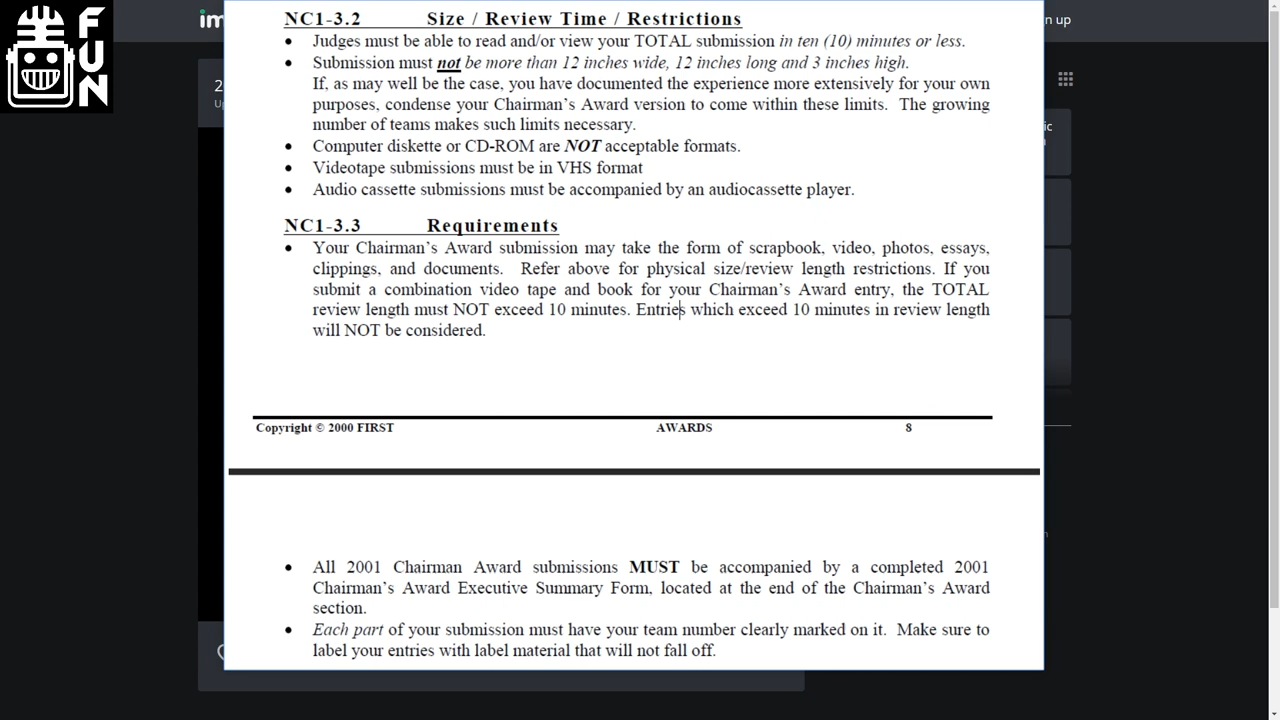 im
n up
FUN
2
Up
ic
NC1-3.2 Size / Review Time / Restrictions
• Judges must be able to read and/or view your TOTAL submission in ten (10) minutes or less.
• Submission must not be more than 12 inches wide, 12 inches long and 3 inches high.
If, as may well be the case, you have documented the experience more extensively for your own
purposes, condense your Chairman's Award version to come within these limits. The growing
number of teams makes such limits necessary.
• Computer diskette or CD-ROM are NOT acceptable formats.
• Videotape submissions must be in VHS format
• Audio cassette submissions must be accompanied by an audiocassette player.
NC1-3.3 Requirements
• Your Chairman's Award submission may take the form of scrapbook, video, photos, essays,
clippings, and documents. Refer above for physical size/review length restrictions. If you
submit a combination video tape and book for your Chairman's Award entry, the TOTAL
review length must NOT exceed 10 minutes. Entries which exceed 10 minutes in review length
will NOT be considered.
Copyright © 2000 FIRST AWARDS 8
• All 2001 Chairman Award submissions MUST be accompanied by a completed 2001
Chairman's Award Executive Summary Form, located at the end of the Chairman's Award
section.
• Each part of your submission must have your team number clearly marked on it. Make sure to
label your entries with label material that will not fall off.